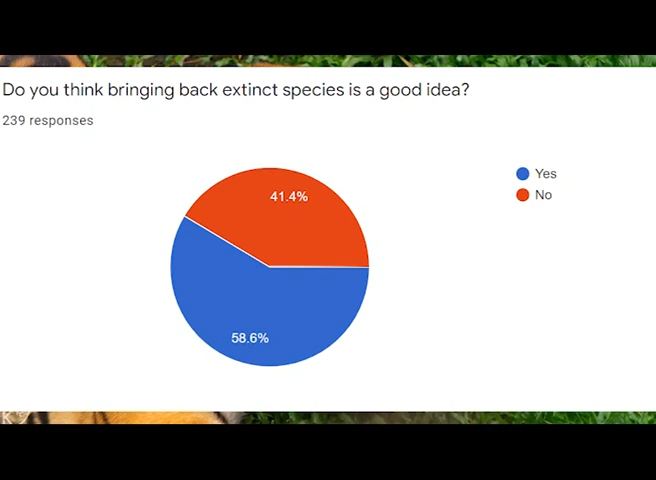 Do you think bringing back extinct species is a good idea?
239 responses
Yes
No
41.4%
58.6%